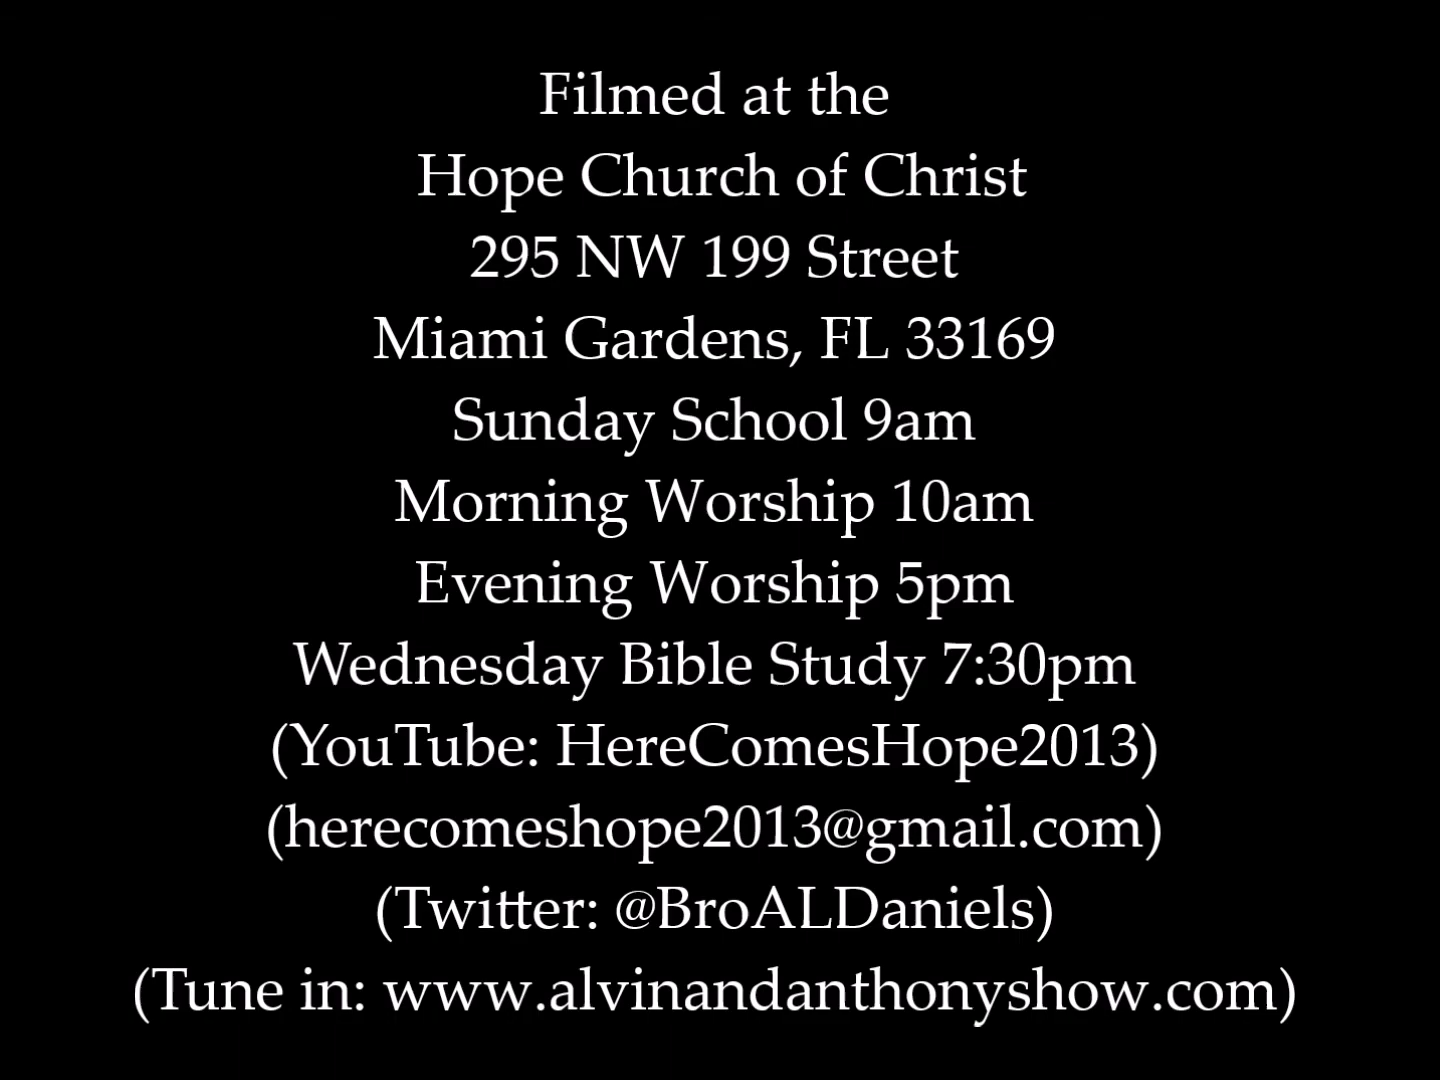 Filmed at the
Hope Church of Christ
295 NW 199 Street
Miami Gardens, FL 33169
Sunday School 9am
Morning Worship 10am
Evening Worship 5pm
Wednesday Bible Study 7:30pm
(YouTube: HereComesHope2013)
(herecomeshope2013@gmail.com)
(Twitter: @BroALDaniels)
(Tune in: www.alvinandanthonyshow.com)